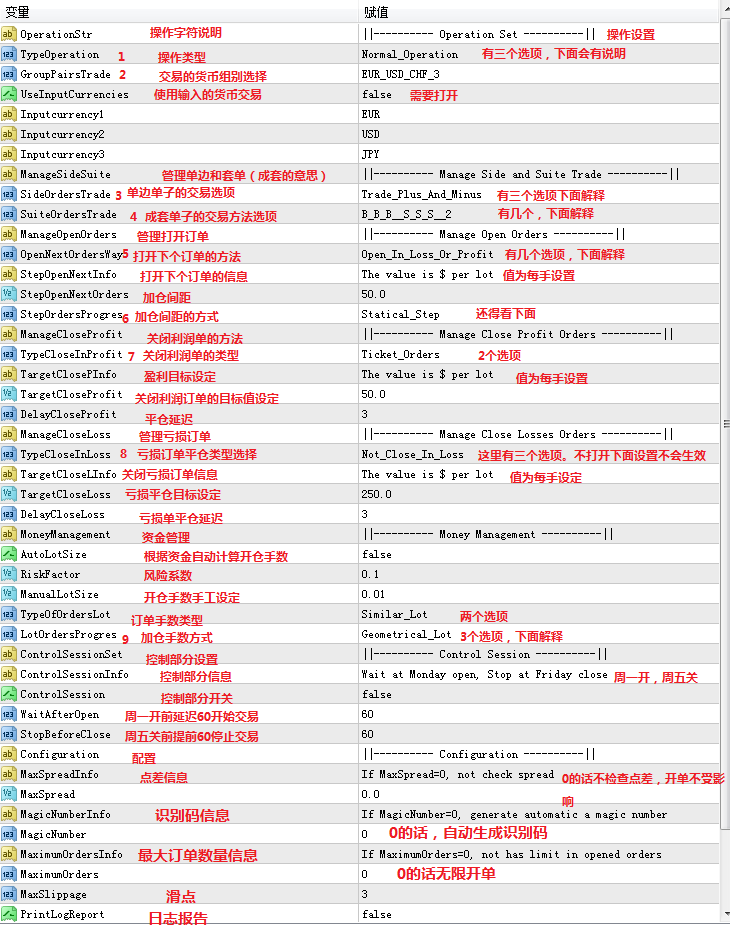 变量 赋值
OperationStr 操作字符说明 ||---------- Operation Set ----------|| 操作设置
TypeOperation 1 操作类型 Normal_Operation 有三个选项，下面会有说明
GroupPairsTrade 2 交易的货币组别选择 EUR_USD_CHF_3
UseInputCurrencies 使用输入的货币交易 false 需要打开
Inputcurrency1 EUR
Inputcurrency2 USD
Inputcurrency3 JPY
ManageSideSuite 管理单边和套单（成套的意思） ||---------- Manage Side and Suite Trade ----------||
SideOrdersTrade 3 单边单子的交易选项 Trade_Plus_And_Minus 有三个选项下面解释
SuiteOrdersTrade 4 成套单子的交易方法选项 B_B_B__S_S_S__2 有几个，下面解释
ManageOpenOrders 管理打开订单 ||---------- Manage Open Orders ----------||
OpenNextOrdersWay 5 打开下个订单的方法 Open_In_Loss_Or_Profit 有几个选项，下面解释
StepOpenNextInfo 打开下个订单的信息 The value is $ per lot 值为每手设置
StepOpenNextOrders 加仓间距 50.0
StepOrdersProgres 6 加仓间距的方式 Statical_Step 还得看下面
ManageCloseProfit 关闭利润单的方法 ||---------- Manage Close Profit Orders ----------||
TypeCloseInProfit 7 关闭利润单的类型 Ticket_Orders 2个选项
TargetClosePInfo 盈利目标设定 The value is $ per lot 值为每手设置
TargetCloseProfit 关闭利润订单的目标值设定 50.0
DelayCloseProfit 平仓延迟 3
ManageCloseLoss 管理亏损订单 ||---------- Manage Close Losses Orders ----------||
TypeCloseInLoss 8 亏损订单平仓类型选择 Not_Close_In_Loss 这里有三个选项。不打开下面设置不会生效
TargetCloseLInfo 关闭亏损单信息 The value is $ per lot 值为每手设定
TargetCloseLoss 亏损平仓目标设定 250.0
DelayCloseLoss 亏损单平仓延迟 3
MoneyManagement 资金管理 ||---------- Money Management ----------||
AutoLotSize 根据资金自动计算开仓手数 false
RiskFactor 风险系数 0.1
ManualLotSize 开仓手数手工设定 0.01
TypeOfOrdersLot 订单手数类型 Similar_Lot 两个选项
LotOrdersProgres 9 加仓手数方式 Geometrical_Lot 3个选项，下面解释
ControlSessionSet 控制部分设置 ||---------- Control Session ----------||
ControlSessionInfo 控制部分信息 Wait at Monday open, Stop at Friday close 周一开，周五关
ControlSession 控制部分开关 false
WaitAfterOpen 周一开前延迟60开始交易 60
StopBeforeClose 周五关前提前60停止交易 60
Configuration 配置 ||---------- Configuration ----------||
MaxSpreadInfo 点差信息 If MaxSpread=0, not check spread 0的话不检查点差，开单不受影
MaxSpread 0.0 响
MagicNumberInfo 识别码信息 If MagicNumber=0, generate automatic a magic number
MagicNumber 0 0的话，自动生成识别码
MaximumOrdersInfo 最大订单数量信息 If MaximumOrders=0, not has limit in opened orders
MaximumOrders 0 0的话无限开单
MaxSlippage 滑点 3
PrintLogReport 日志报告 false